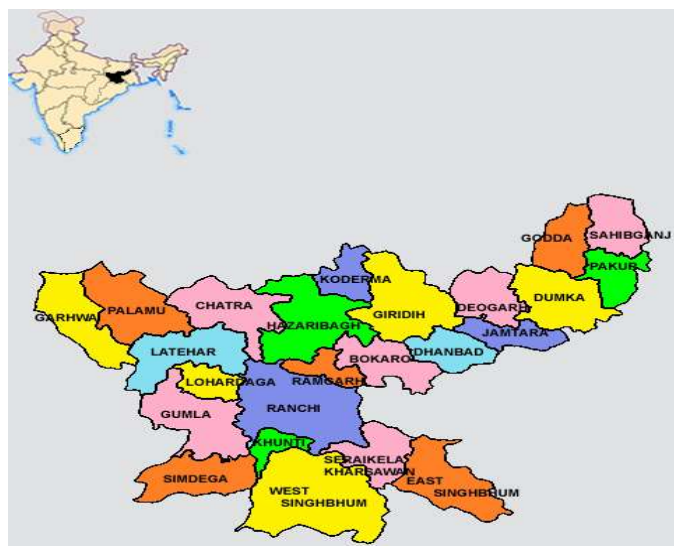 GODDA
SAHIBGANJ
PAKUR
KODERMA
DEOGARH
DUMKA
PALAMU
CHATRA
GARHWA
HAZARIBAGH
GIRIDIH
JAMTARA
LATEHAR
BOKARO
DHANBAD
LOHARDAGA
RAMGARH
GUMLA
RANCHI
KHUNTI
SERAIKELA
KHARSAWAN
SIMDEGA
EAST
SINGHBHUM
WEST
SINGHBHUM